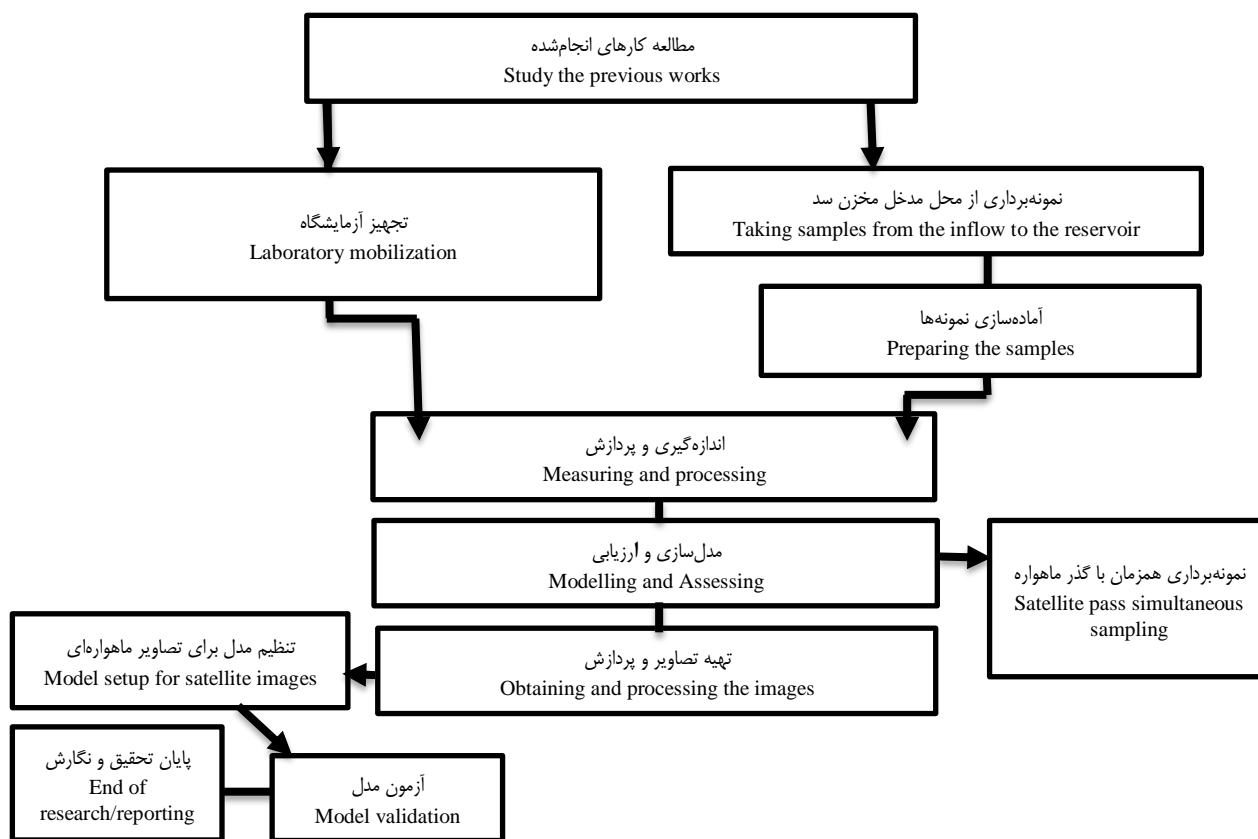 مطالعه کارهای انجام‌شده
Study the previous works
تجهیز آزمایشگاه
Laboratory mobilization
نمونه‌برداری از محل مدخل مخزن سد
Taking samples from the inflow to the reservoir
آماده‌سازی نمونه‌ها
Preparing the samples
اندازه‌گیری و پردازش
Measuring and processing
مدل‌سازی و ارزیابی
Modelling and Assessing
نمونه‌برداری همزمان با گذر ماهواره
Satellite pass simultaneous
sampling
تهیه تصاویر و پردازش
Obtaining and processing the images
تنظیم مدل برای تصاویر ماهواره‌ای
Model setup for satellite images
آزمون مدل
Model validation
پایان تحقیق و نگارش
End of
research/reporting